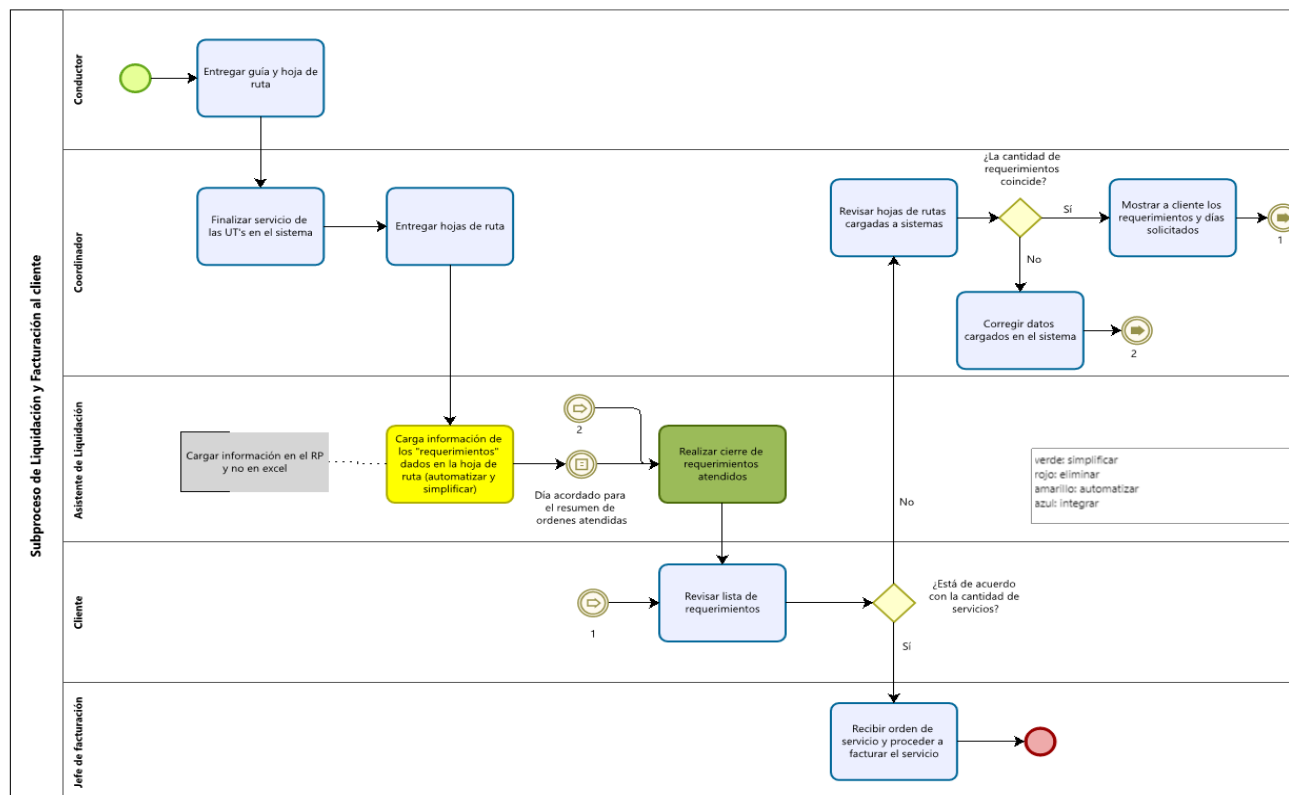 Subproceso de Liquidación y Facturación al cliente
Conductor
Entregar guía y hoja de
ruta
Coordinador
Finalizar servicio de
las UT's en el sistema
Entregar hojas de ruta
Revisar hojas de rutas
cargadas a sistemas
¿La cantidad de
requerimientos
coincide?
Sí
No
Mostrar a cliente los
requerimientos y días
solicitados
1
Corregir datos
cargados en el sistema
2
Asistente de Liquidación
Cargar información en el RP
y no en excel
Carga información de
los "requerimientos"
dados en la hoja de
ruta (automatizar y
simplificar)
2
Día acordado para
el resumen de
ordenes atendidas
Realizar cierre de
requerimientos
atendidos
No
verde: simplificar
rojo: eliminar
amarillo: automatizar
azul: integrar
Cliente
1
Revisar lista de
requerimientos
¿Está de acuerdo
con la cantidad de
servicios?
Sí
Jefe de facturación
Recibir orden de
servicio y proceder a
facturar el servicio